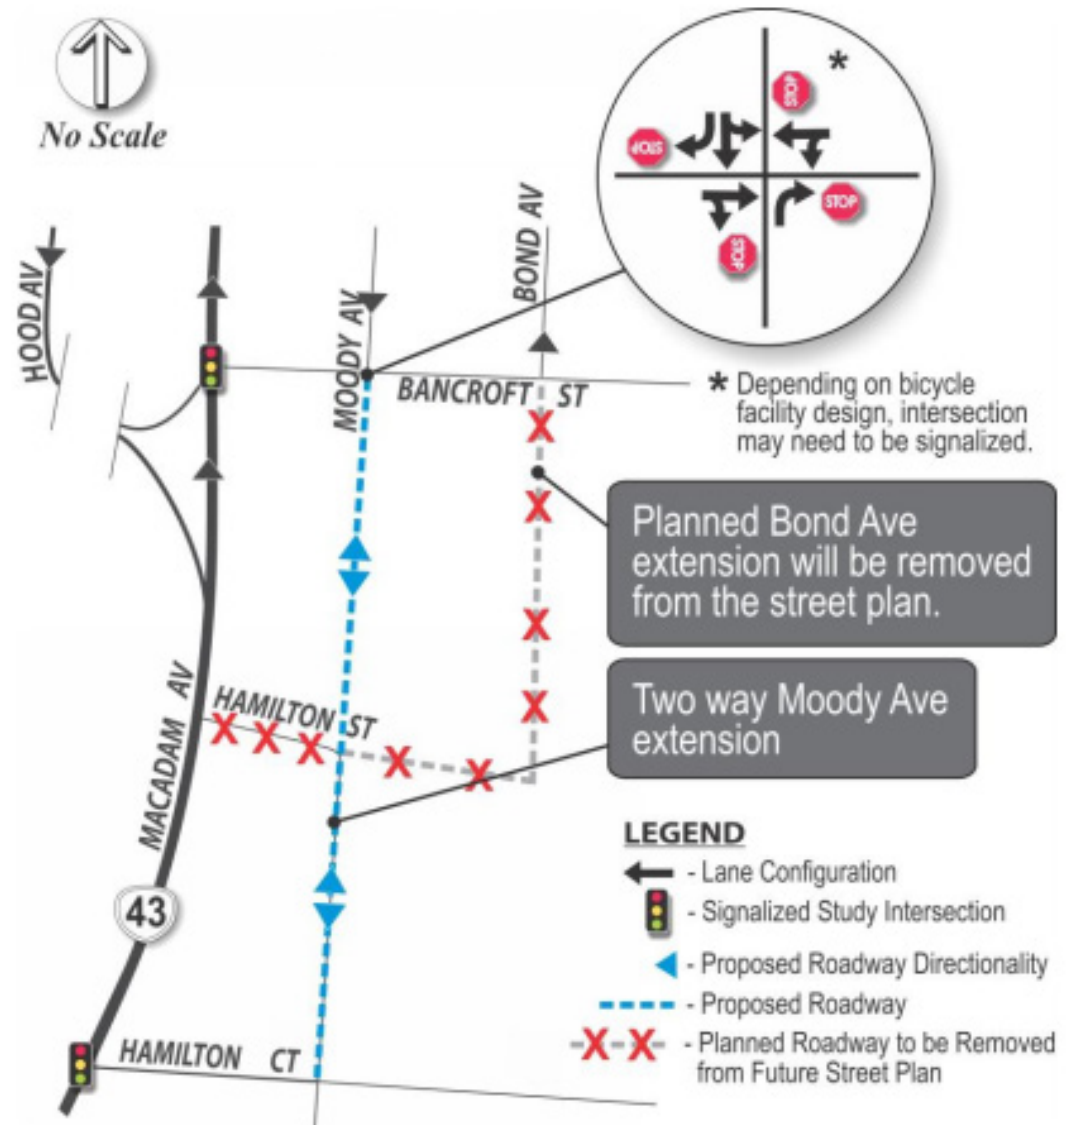 No Scale
*
STOP
STOP
STOP
STOP
HOOD AV
MOODY AV
BOND AV
BANCROFT ST
* Depending on bicycle
facility design, intersection
may need to be signalized.
Planned Bond Ave
extension will be removed
from the street plan.
MACADAM AV
HAMILTON ST
Two way Moody Ave
extension
43
HAMILTON CT
LEGEND
- Lane Configuration
- Signalized Study Intersection
- Proposed Roadway Directionality
- Proposed Roadway
- Planned Roadway to be Removed
from Future Street Plan